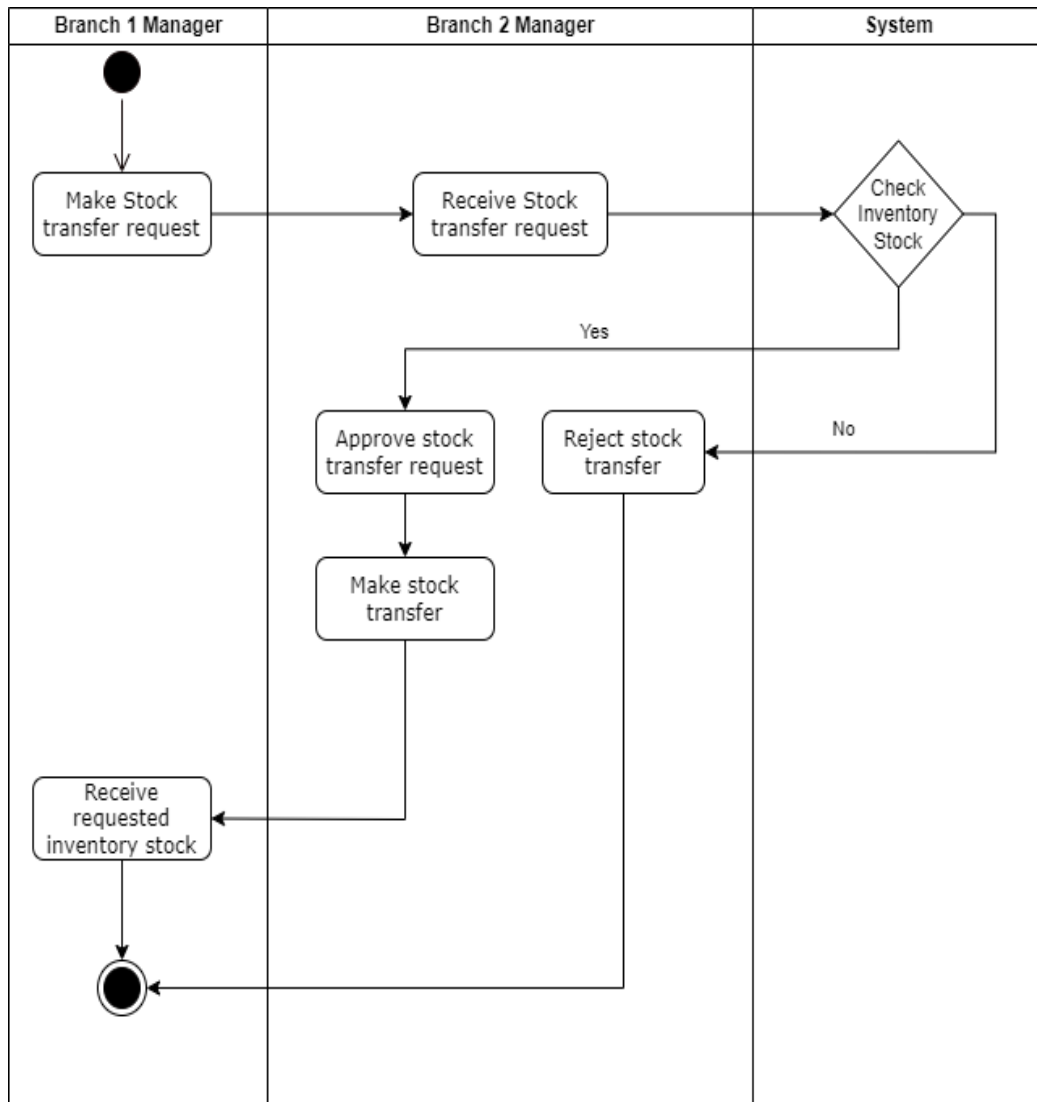 Branch 1 Manager
Branch 2 Manager
System
Make Stock
transfer request
Receive Stock
transfer request
Check
Inventory
Stock
Yes
No
Approve stock
transfer request
Reject stock
transfer
Make stock
transfer
Receive
requested
inventory stock